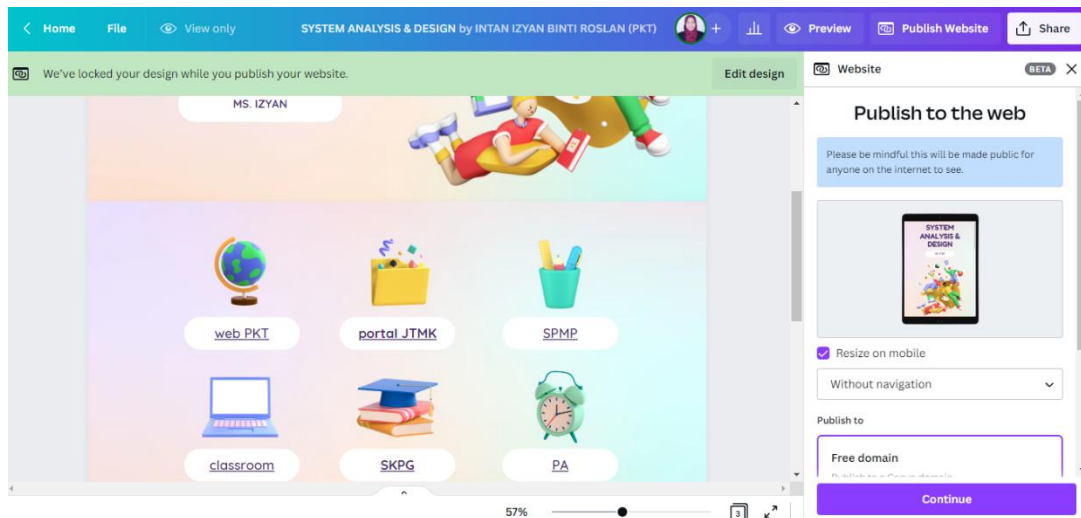 Home
File
View only
SYSTEM ANALYSIS & DESIGN by INTAN IZYAN BINTI ROSLAN (PKT)
+
Preview
Publish Website
Share
We've locked your design while you publish your website.
Edit design
MS. IZYAN
web PKT
portal JTMK
SPMP
classroom
SKPG
PA
57%
3
Website
BETA
Publish to the web
Please be mindful this will be made public for
anyone on the internet to see.
SYSTEM
ANALYSIS &
DESIGN
Resize on mobile
Without navigation
Publish to
Free domain
Continue